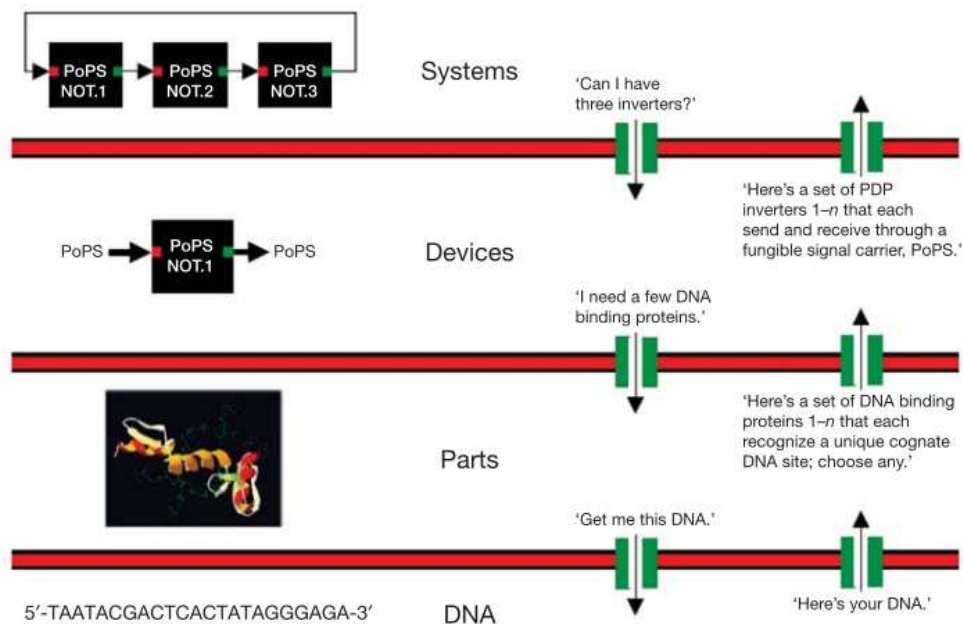 PoPS
NOT.1
PoPS
NOT.2
PoPS
NOT.3
Systems
‘Can I have
three inverters?’
‘Here’s a set of PDP
inverters 1–n that each
send and receive through a
fungible signal carrier, PoPS.’
PoPS
PoPS
NOT.1
PoPS
Devices
‘I need a few DNA
binding proteins.’
‘Here’s a set of DNA binding
proteins 1–n that each
recognize a unique cognate
DNA site; choose any.’
Parts
‘Get me this DNA.’
‘Here’s your DNA.’
5′-TAATACGACTCACTATAGGGAGA-3′
DNA